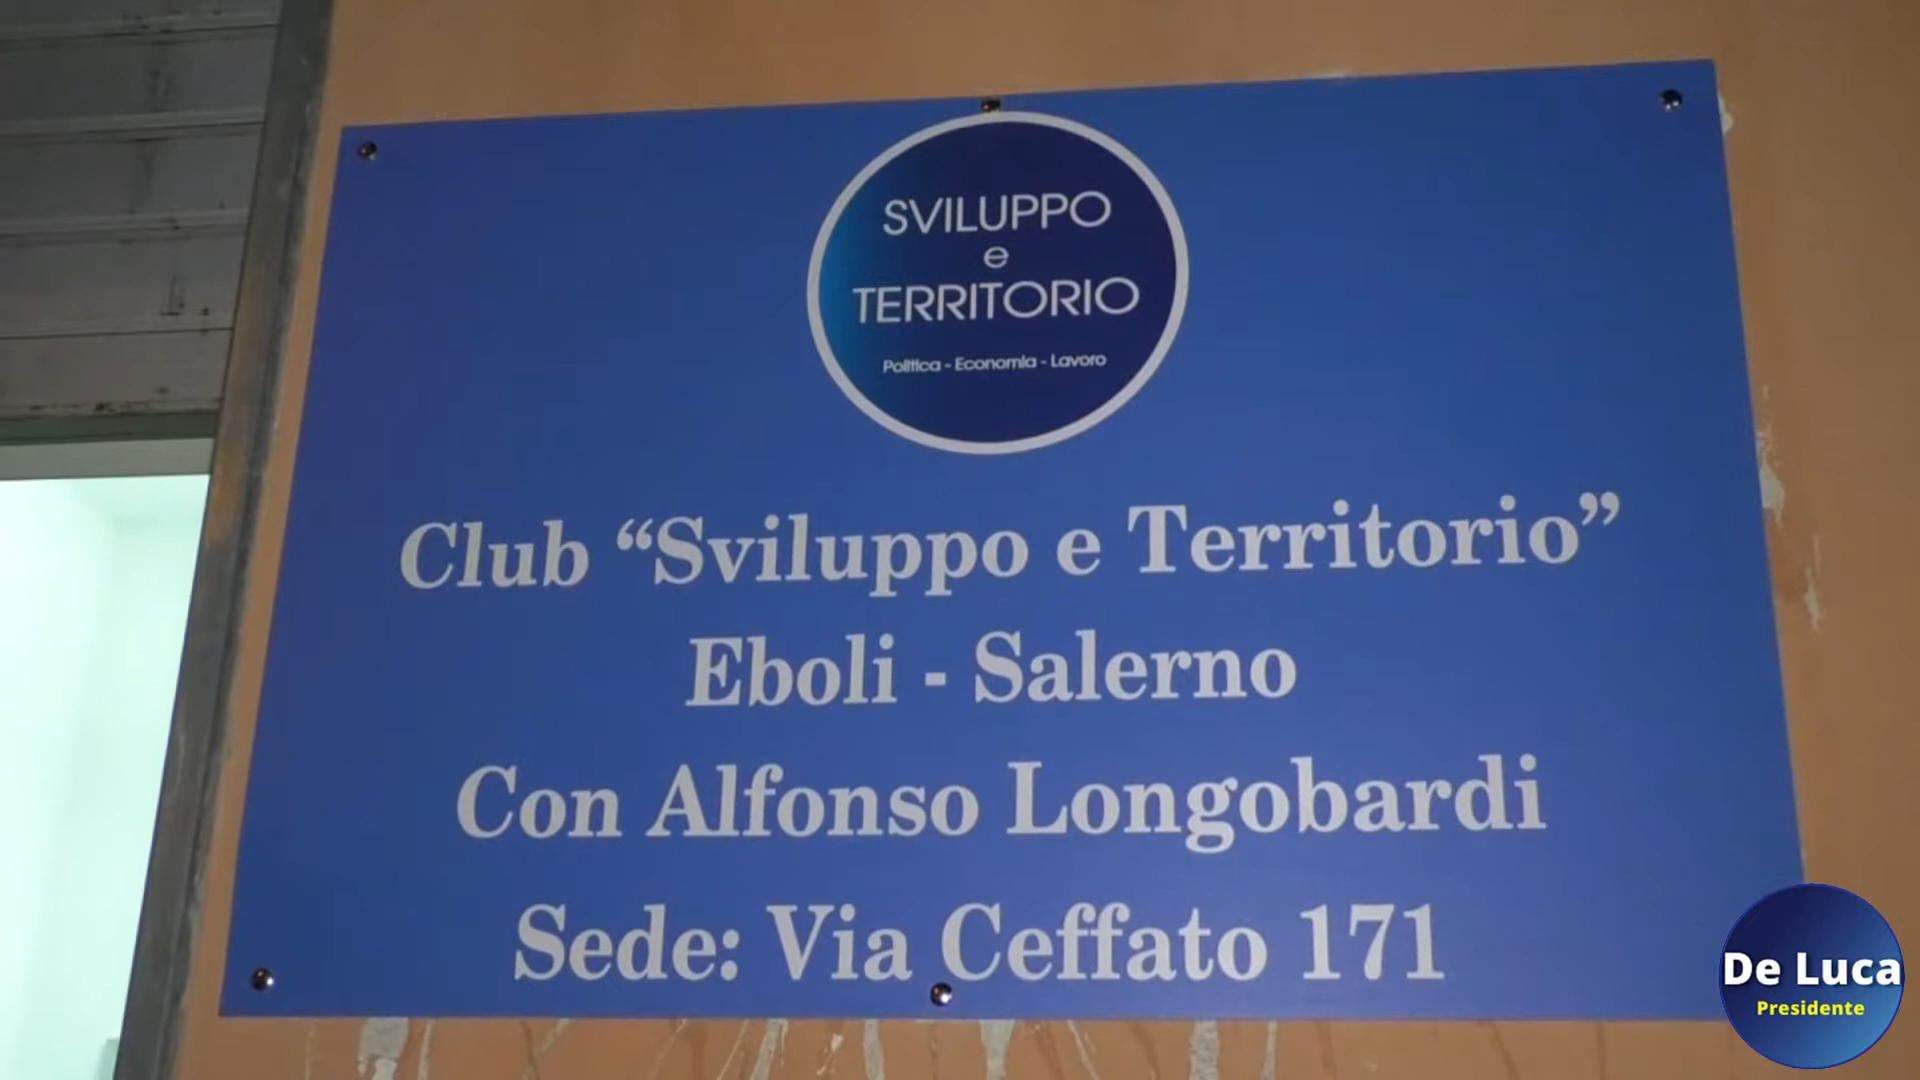 SVILUPPO
e
TERRITORIO
Politica - Economia - Lavoro
Club “Sviluppo e Territorio”
Eboli - Salerno
Con Alfonso Longobardi
Sede: Via Ceffato 171
De Luca
Presidente